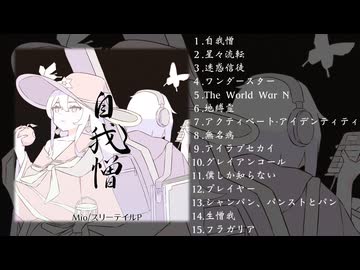 自我憎
Mio/スリーテイルP
1.自我憎
2.星々流転
3.迷惑信徒
4.ワンダースター
5.The World War N
6.地縛霊
7.アクティベート・アイデンティティ
8.無名病
9.アイラブセカイ
10.グレイアンコール
11.僕しか知らない
12.プレイヤー
13.シャンパン、パンストとパン
14.生憎我
15.フラガリア